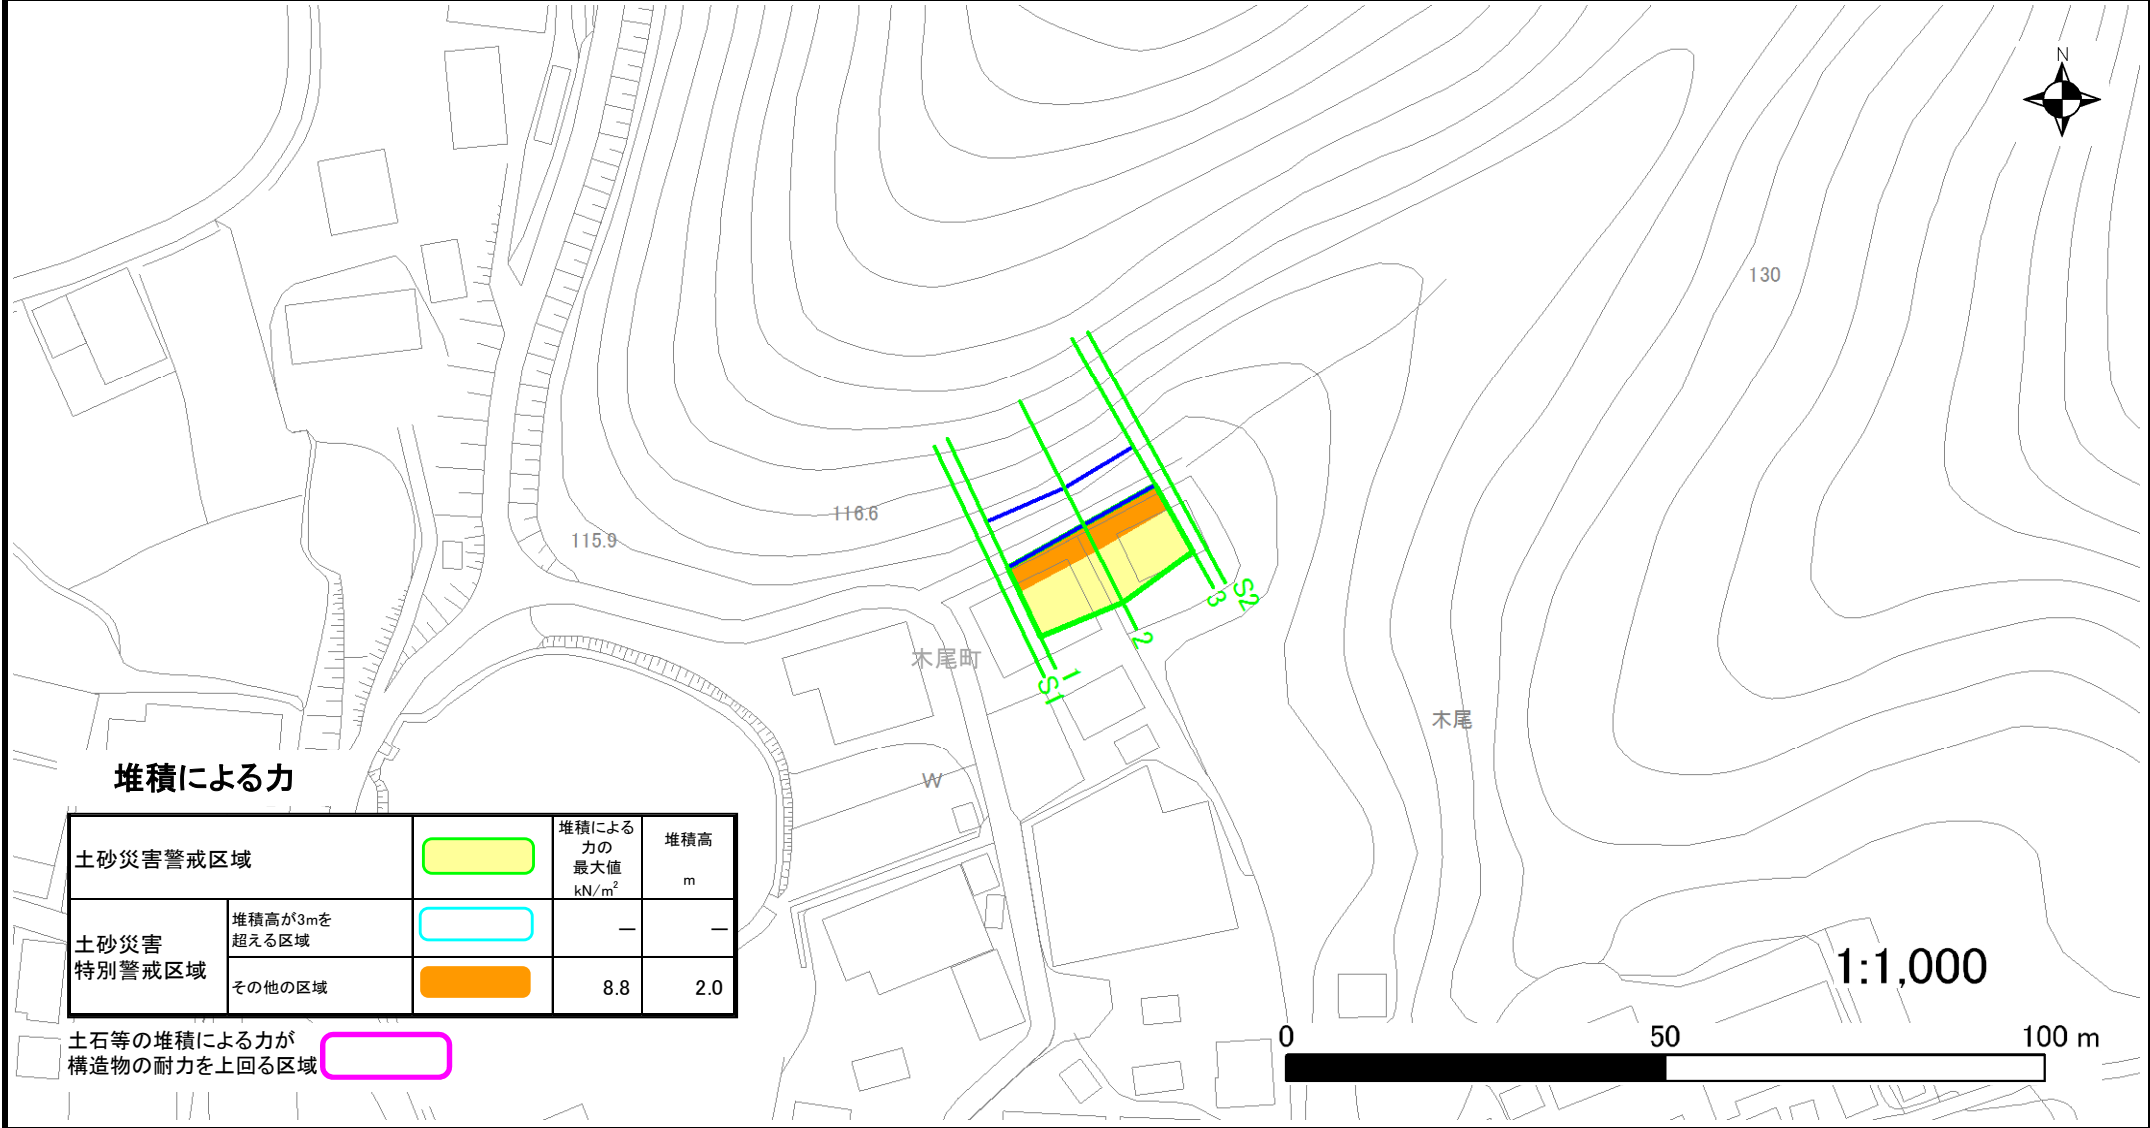 N
130
116.6
115.9
S2
3
2
木尾町
1
S1
木尾
W
堆積による力
土砂災害警戒区域
堆積による
力の
最大値
kN/m²
堆積高
m
土砂災害
特別警戒区域
堆積高が3mを
超える区域
―
―
その他の区域
8.8
2.0
土石等の堆積による力が
構造物の耐力を上回る区域
1:1,000
0 50 100 m